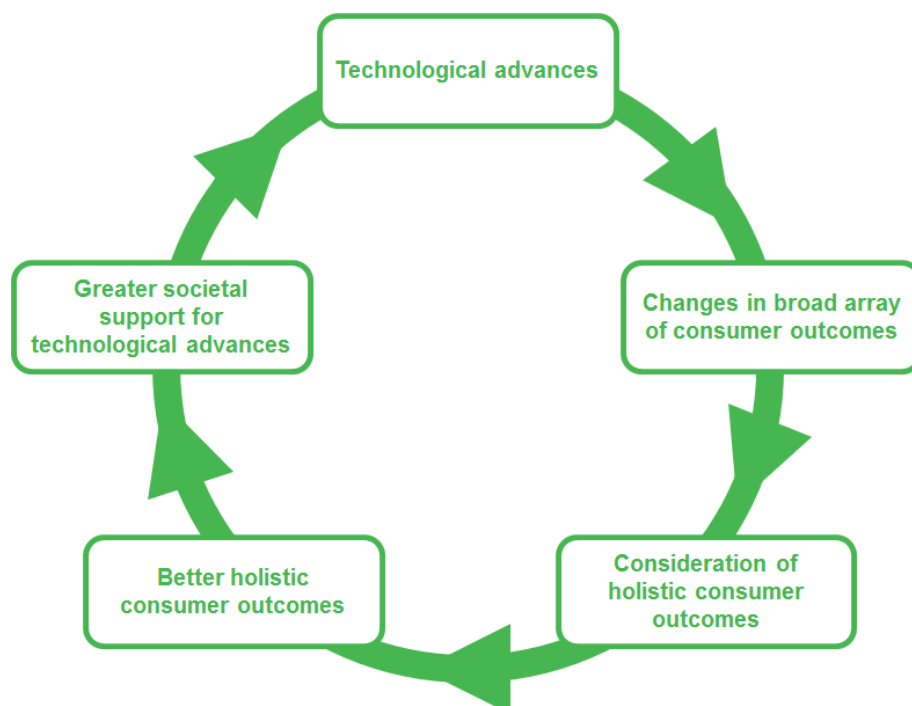 Technological advances
Changes in broad array
of consumer outcomes
Consideration of
holistic consumer
outcomes
Better holistic
consumer outcomes
Greater societal
support for
technological advances